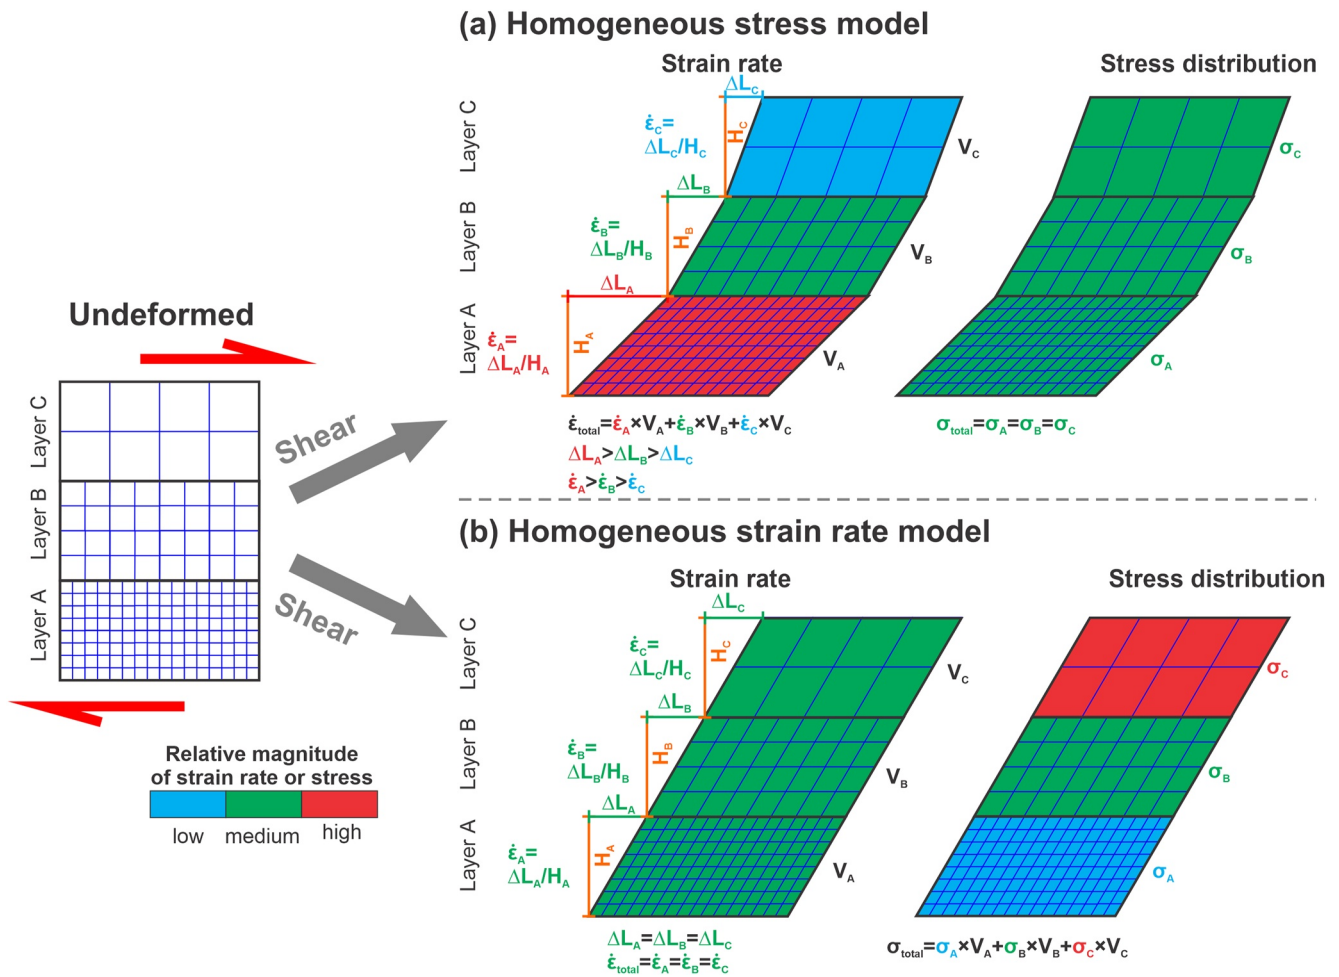 (a) Homogeneous stress model
Strain rate
Stress distribution
Layer C
ΔL_C
H_C
ε̇_C=
ΔL_C/H_C
V_C
σ_C
Layer B
ΔL_B
H_B
ε̇_B=
ΔL_B/H_B
V_B
σ_B
Layer A
ΔL_A
H_A
ε̇_A=
ΔL_A/H_A
V_A
σ_A
ε̇_total=ε̇_A×V_A+ε̇_B×V_B+ε̇_C×V_C
ΔL_A>ΔL_B>ΔL_C
ε̇_A>ε̇_B>ε̇_C
σ_total=σ_A=σ_B=σ_C
Undeformed
Layer C
Layer B
Layer A
Shear
Shear
Relative magnitude
of strain rate or stress
low medium high
(b) Homogeneous strain rate model
Strain rate
Stress distribution
Layer C
ΔL_C
H_C
ε̇_C=
ΔL_C/H_C
V_C
σ_C
Layer B
ΔL_B
H_B
ε̇_B=
ΔL_B/H_B
V_B
σ_B
Layer A
ΔL_A
H_A
ε̇_A=
ΔL_A/H_A
V_A
σ_A
ΔL_A=ΔL_B=ΔL_C
ε̇_total=ε̇_A=ε̇_B=ε̇_C
σ_total=σ_A×V_A+σ_B×V_B+σ_C×V_C